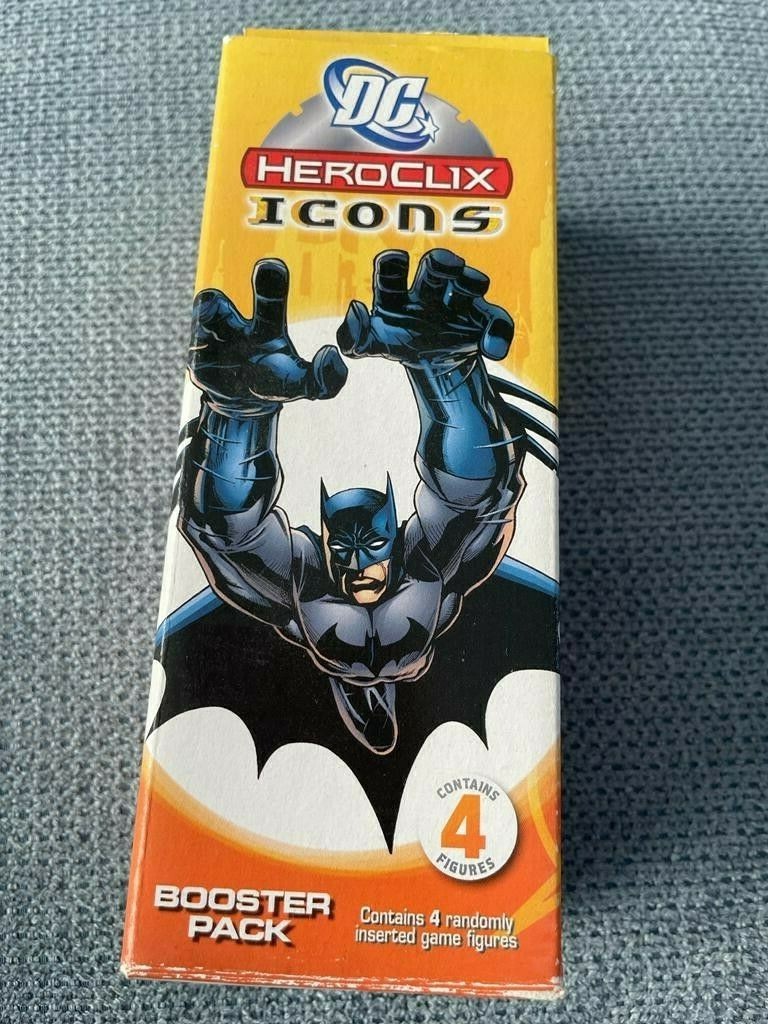 DC
HEROCLIX
ICONS
CONTAINS
4
FIGURES
BOOSTER
PACK
Contains 4 randomly
inserted game figures